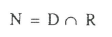 N = D ∩ R